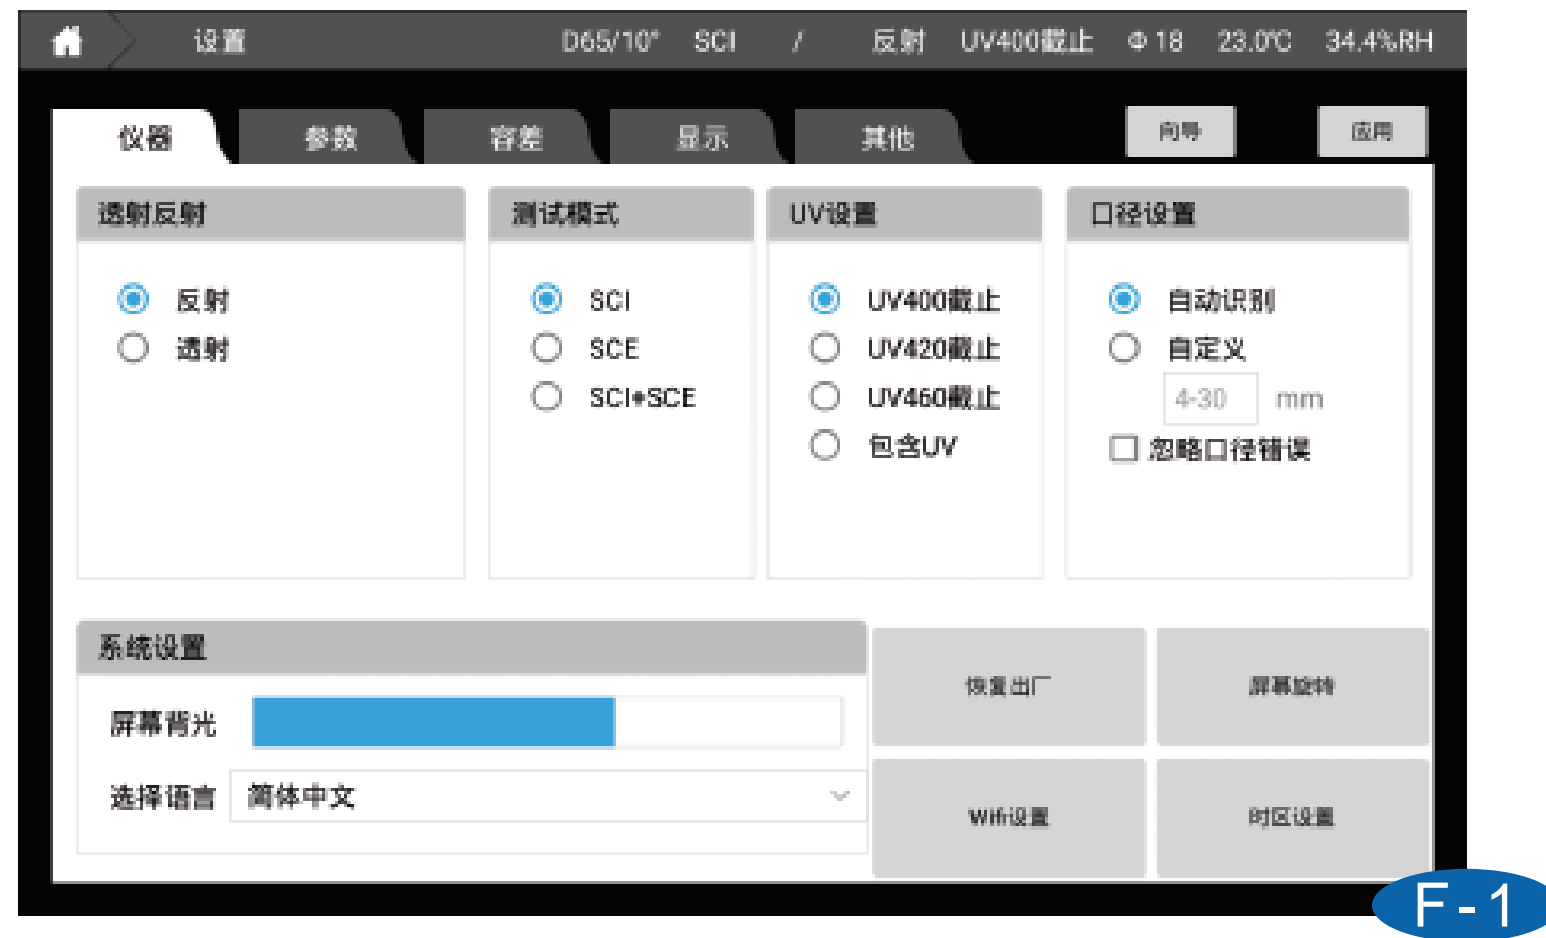 设置 D65/10° SCI / 反射 UV400截止 Φ18 23.0℃ 34.4%RH
仪器 参数 容差 显示 其他 向导 应用
透射反射 测试模式 UV设置 口径设置
反射 SCI UV400截止 自动识别
透射 SCE UV420截止 自定义
SCI+SCE UV460截止 4-30 mm
包含UV 忽略口径错误
系统设置
恢复出厂 屏幕旋转
屏幕背光
选择语言 简体中文
Wifi设置 时区设置
F-1